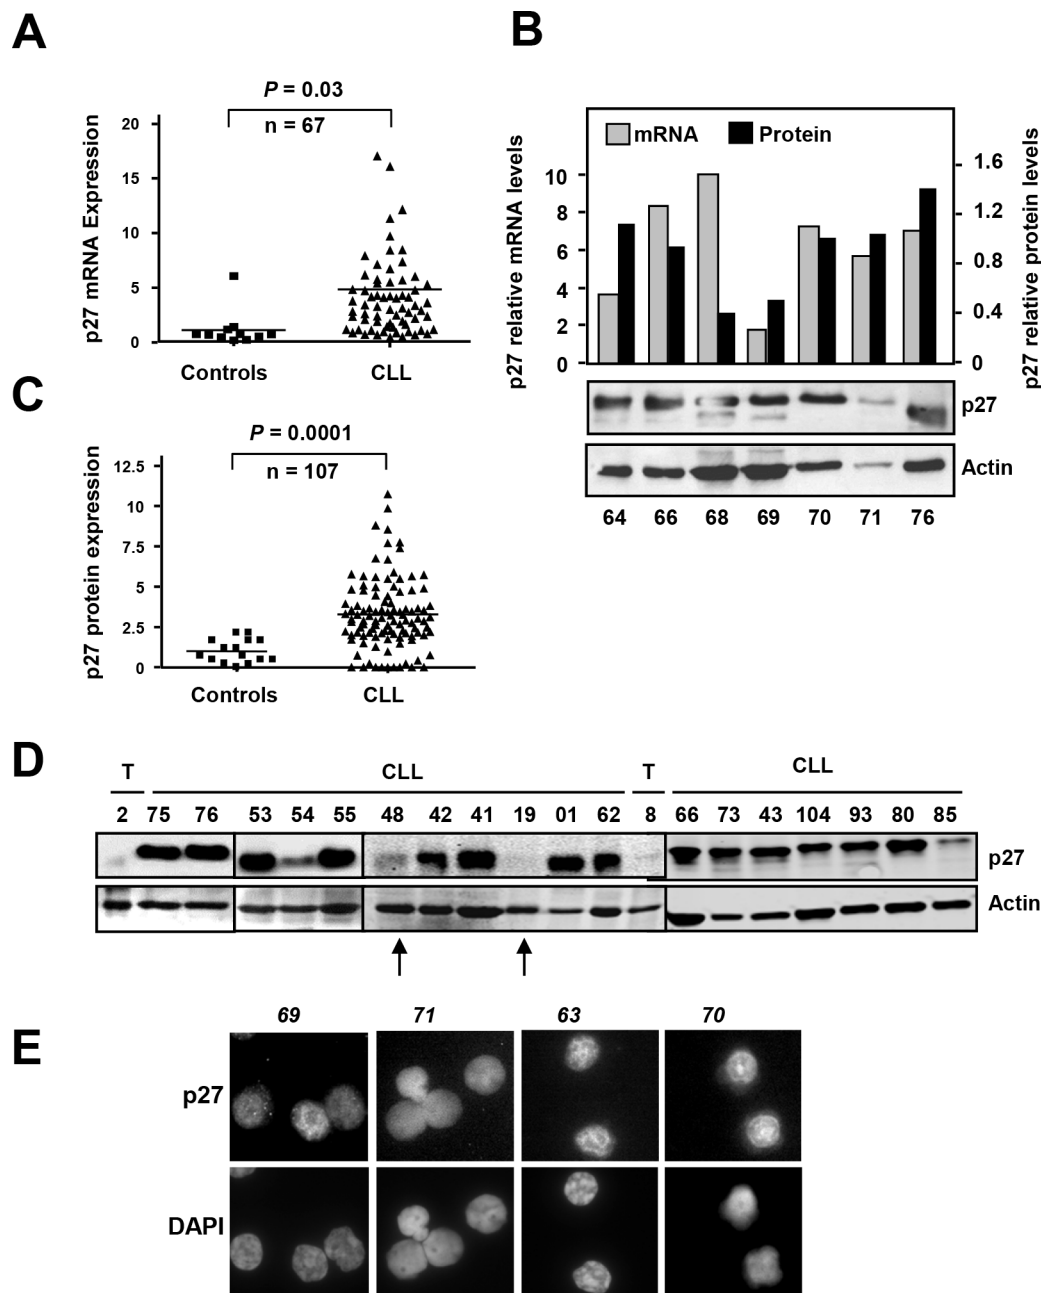 A
P = 0.03
n = 67
p27 mRNA Expression
20
15
10
5
0
Controls CLL
B
mRNA Protein
p27 relative mRNA levels
10
8
6
4
2
0
p27 relative protein levels
1.6
1.2
0.8
0.4
0
p27
Actin
64 66 68 69 70 71 76
C
P = 0.0001
n = 107
p27 protein expression
12.5
10
7.5
5
2.5
0
Controls CLL
D
T CLL T CLL
2 75 76 53 54 55 48 42 41 19 01 62 8 66 73 43 104 93 80 85
p27
Actin
E
69 71 63 70
p27
DAPI